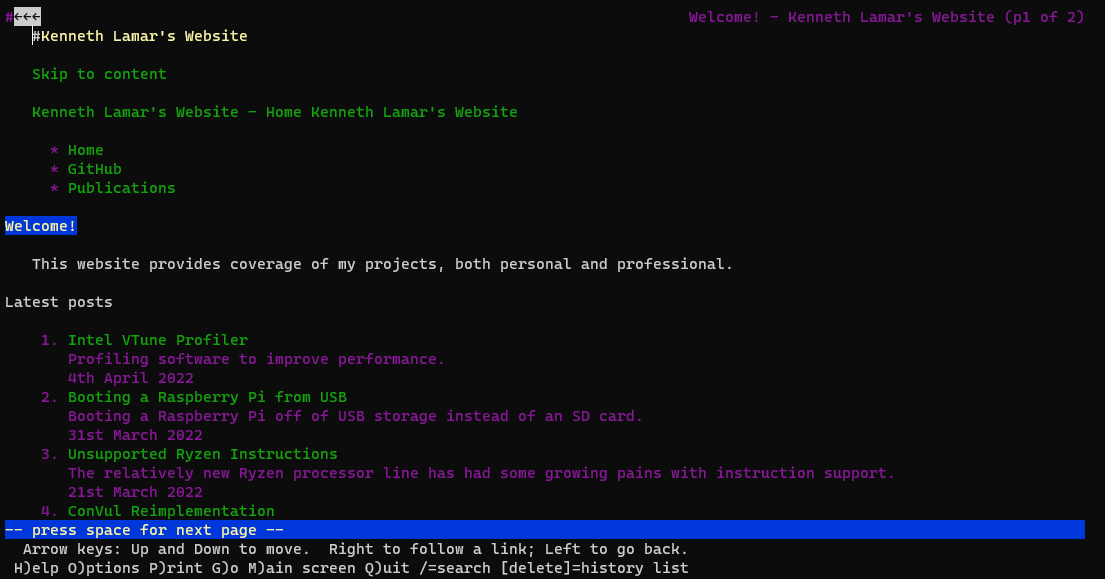 #←←← Welcome! - Kenneth Lamar's Website (p1 of 2)
#Kenneth Lamar's Website
Skip to content
Kenneth Lamar's Website - Home Kenneth Lamar's Website
* Home
* GitHub
* Publications
Welcome!
This website provides coverage of my projects, both personal and professional.
Latest posts
1. Intel VTune Profiler
Profiling software to improve performance.
4th April 2022
2. Booting a Raspberry Pi from USB
Booting a Raspberry Pi off of USB storage instead of an SD card.
31st March 2022
3. Unsupported Ryzen Instructions
The relatively new Ryzen processor line has had some growing pains with instruction support.
21st March 2022
4. ConVul Reimplementation
-- press space for next page --
Arrow keys: Up and Down to move. Right to follow a link; Left to go back.
H)elp O)ptions P)rint G)o M)ain screen Q)uit /=search [delete]=history list